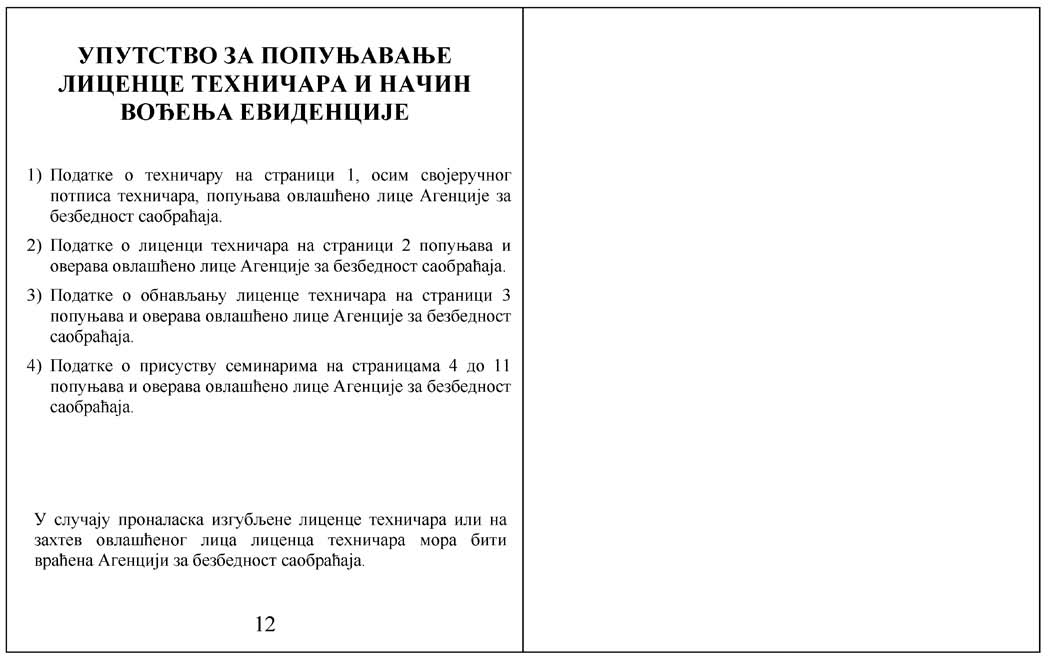 УПУТСТВО ЗА ПОПУЊАВАЊЕ
ЛИЦЕНЦЕ ТЕХНИЧАРА И НАЧИН
ВОЂЕЊА ЕВИДЕНЦИЈЕ
1) Податке о техничару на страници 1, осим својеручног
потписа техничара, попуњава овлашћено лице Агенције за
безбедност саобраћаја.
2) Податке о лиценци техничара на страници 2 попуњава и
оверава овлашћено лице Агенције за безбедност саобраћаја.
3) Податке о обнављању лиценце техничара на страници 3
попуњава и оверава овлашћено лице Агенције за безбедност
саобраћаја.
4) Податке о присуству семинарима на страницама 4 до 11
попуњава и оверава овлашћено лице Агенције за безбедност
саобраћаја.
У случају проналаска изгубљене лиценце техничара или на
захтев овлашћеног лица лиценца техничара мора бити
враћена Агенцији за безбедност саобраћаја.
12